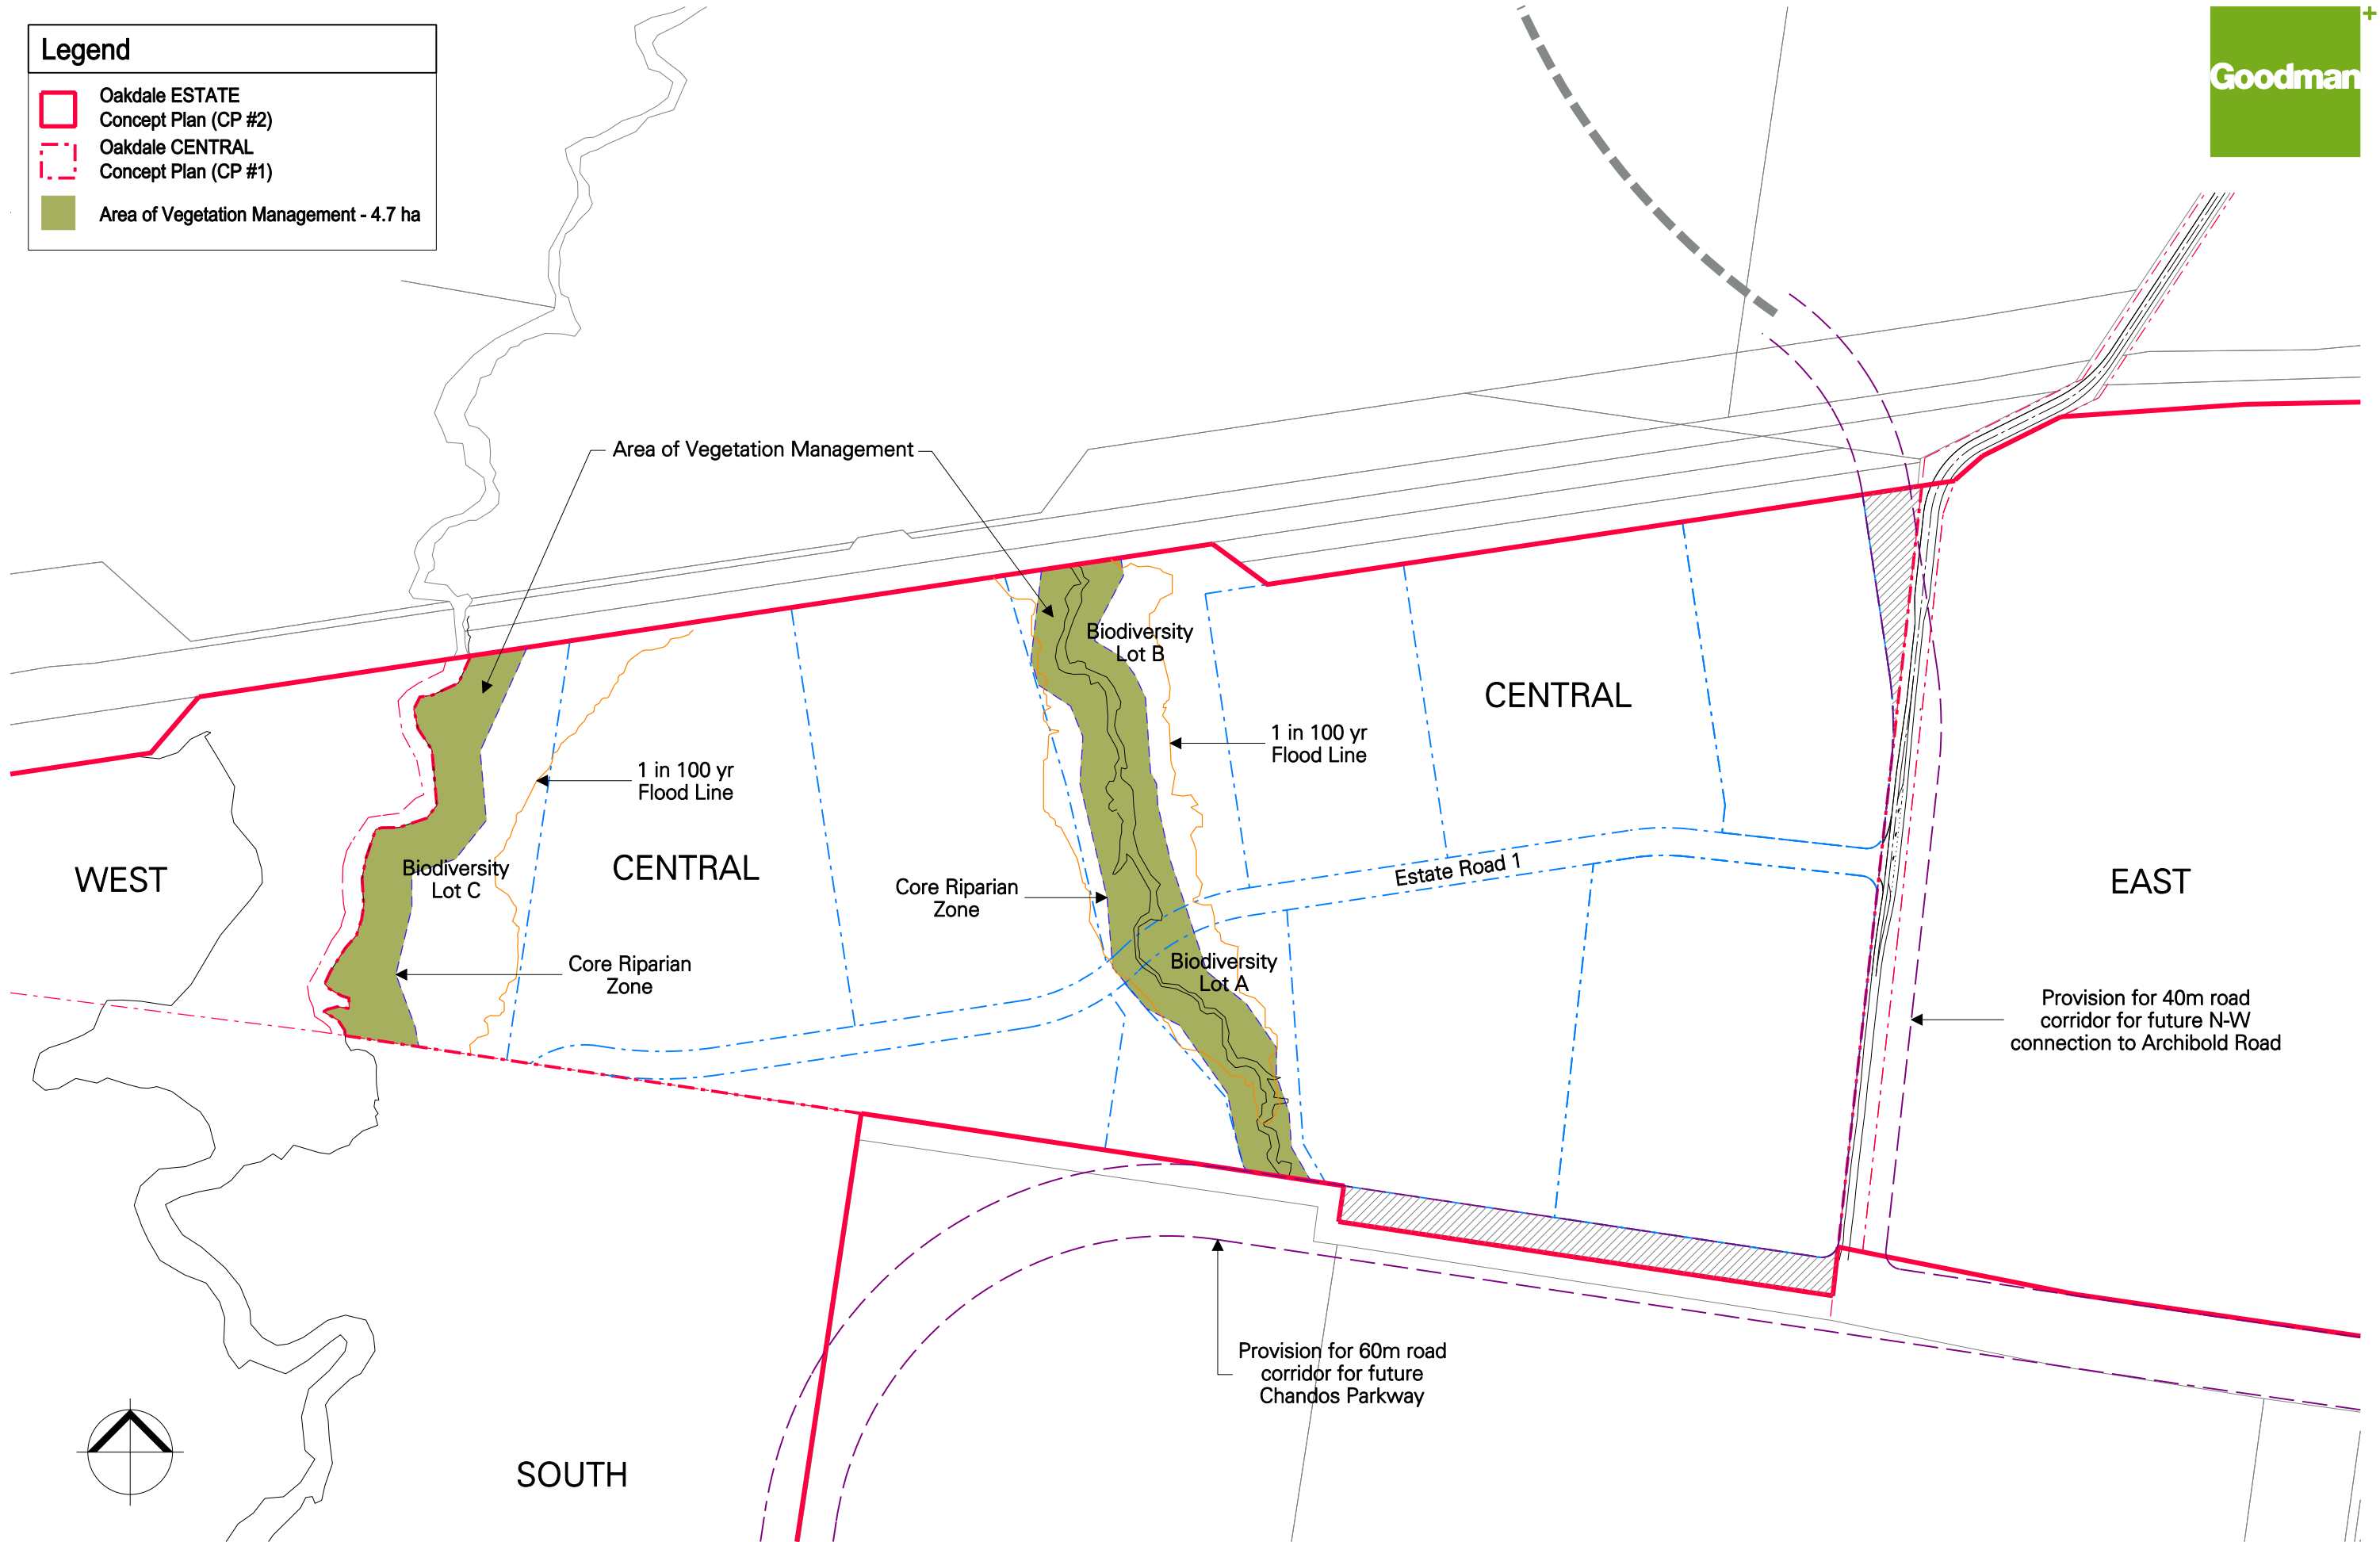 Legend
Oakdale ESTATE
Concept Plan (CP #2)
Oakdale CENTRAL
Concept Plan (CP #1)
Area of Vegetation Management - 4.7 ha
Goodman
+
Area of Vegetation Management
Biodiversity
Lot B
CENTRAL
1 in 100 yr
Flood Line
1 in 100 yr
Flood Line
WEST
Biodiversity
Lot C
CENTRAL
Core Riparian
Zone
Estate Road 1
EAST
Core Riparian
Zone
Biodiversity
Lot A
Provision for 40m road
corridor for future N-W
connection to Archibold Road
Provision for 60m road
corridor for future
Chandos Parkway
SOUTH